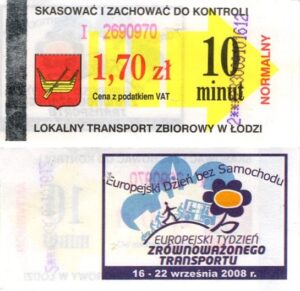 SKASOWAĆ I ZACHOWAĆ DO KONTROLI
I 2690970
1,70 zł
Cena z podatkiem VAT
10
minut
NORMALNY
LOKALNY TRANSPORT ZBIOROWY W ŁODZI
Europejski Dzień bez Samochodu
EUROPEJSKI TYDZIEŃ
ZRÓWNOWAŻONEGO
TRANSPORTU
16 - 22 września 2008 r.